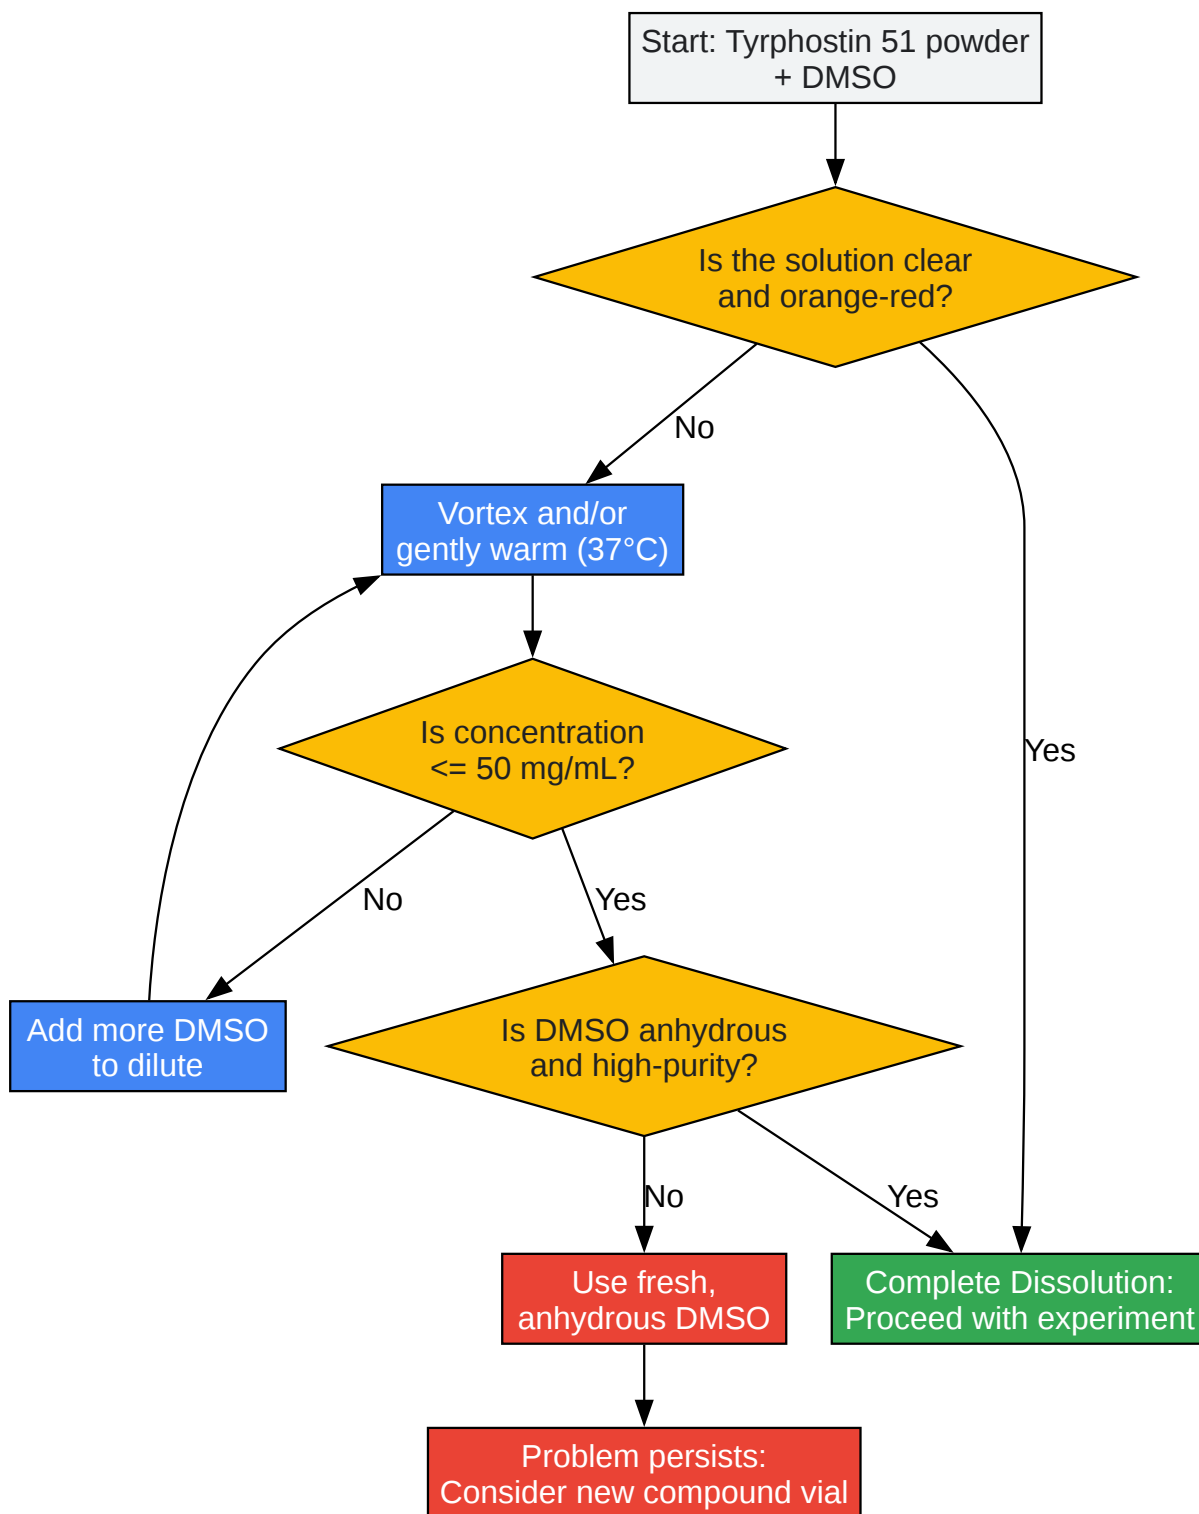 Start: Tyrphostin 51 powder
+ DMSO
Is the solution clear
and orange-red?
No
Vortex and/or
gently warm (37°C)
Is concentration
<= 50 mg/mL?
Yes
No
Yes
Add more DMSO
to dilute
Is DMSO anhydrous
and high-purity?
No
Yes
Use fresh,
anhydrous DMSO
Complete Dissolution:
Proceed with experiment
Problem persists:
Consider new compound vial